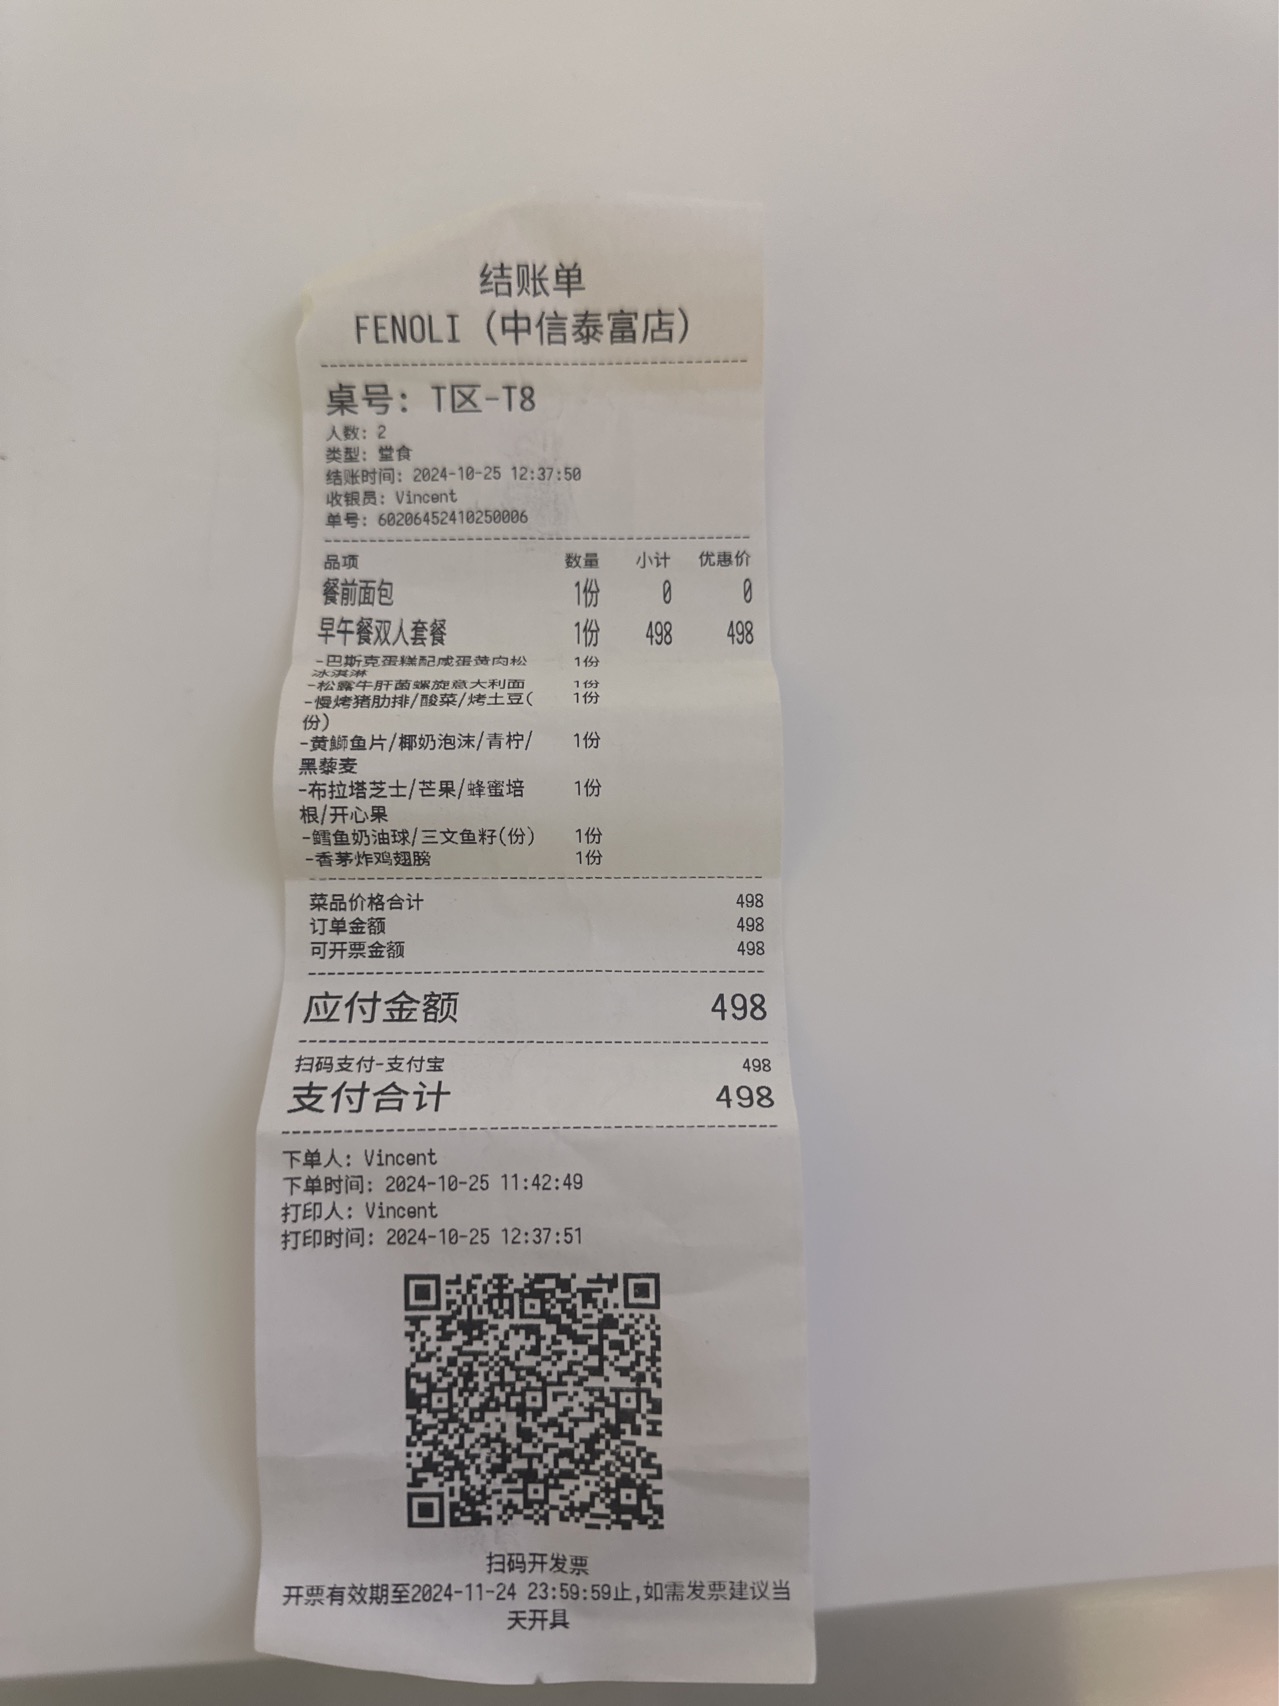 结账单
FENOLI（中信泰富店）
桌号：T区-T8
人数：2
类型：堂食
结账时间：2024-10-25 12:37:50
收银员：Vincent
单号：60206452410250006
品项 数量 小计 优惠价
餐前面包 1份 0 0
早午餐双人套餐 1份 498 498
-巴斯克蛋糕配咸蛋黄肉松 1份
冰淇淋
-松露牛肝菌螺旋意大利面 1份
-慢烤猪肋排/酸菜/烤土豆( 1份
份)
-黄鰤鱼片/椰奶泡沫/青柠/ 1份
黑藜麦
-布拉塔芝士/芒果/蜂蜜培 1份
根/开心果
-鳕鱼奶油球/三文鱼籽(份) 1份
-香茅炸鸡翅膀 1份
菜品价格合计 498
订单金额 498
可开票金额 498
应付金额 498
扫码支付-支付宝 498
支付合计 498
下单人：Vincent
下单时间：2024-10-25 11:42:49
打印人：Vincent
打印时间：2024-10-25 12:37:51
扫码开发票
开票有效期至2024-11-24 23:59:59止,如需发票建议当
天开具